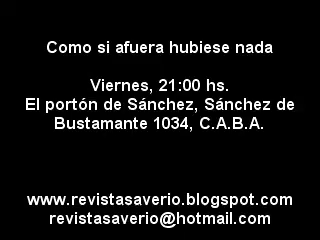 Como si afuera hubiese nada
Viernes, 21:00 hs.
El portón de Sánchez, Sánchez de
Bustamante 1034, C.A.B.A.
www.revistasaverio.blogspot.com
revistasaverio@hotmail.com